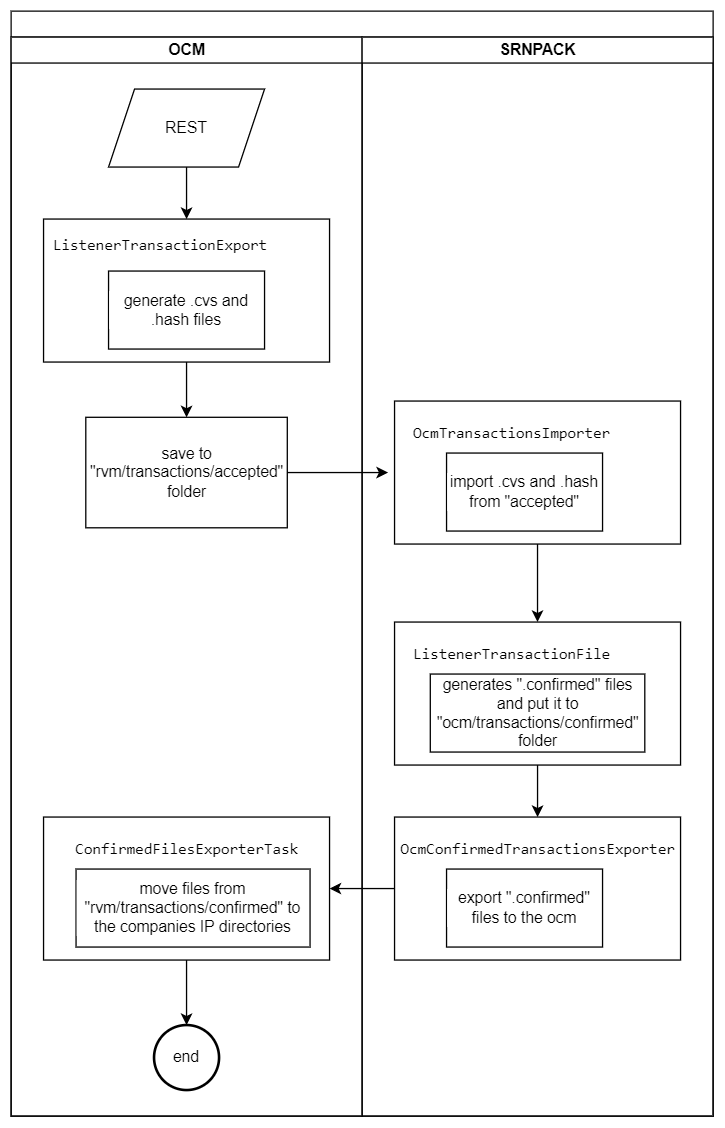 OCM
SRNPACK
REST
ListenerTransactionExport
generate .cvs and
.hash files
save to
"rvm/transactions/accepted"
folder
OcmTransactionsImporter
import .cvs and .hash
from "accepted"
ListenerTransactionFile
generates ".confirmed" files
and put it to
"ocm/transactions/confirmed"
folder
OcmConfirmedTransactionsExporter
export ".confirmed"
files to the ocm
ConfirmedFilesExporterTask
move files from
"rvm/transactions/confirmed" to
the companies IP directories
end